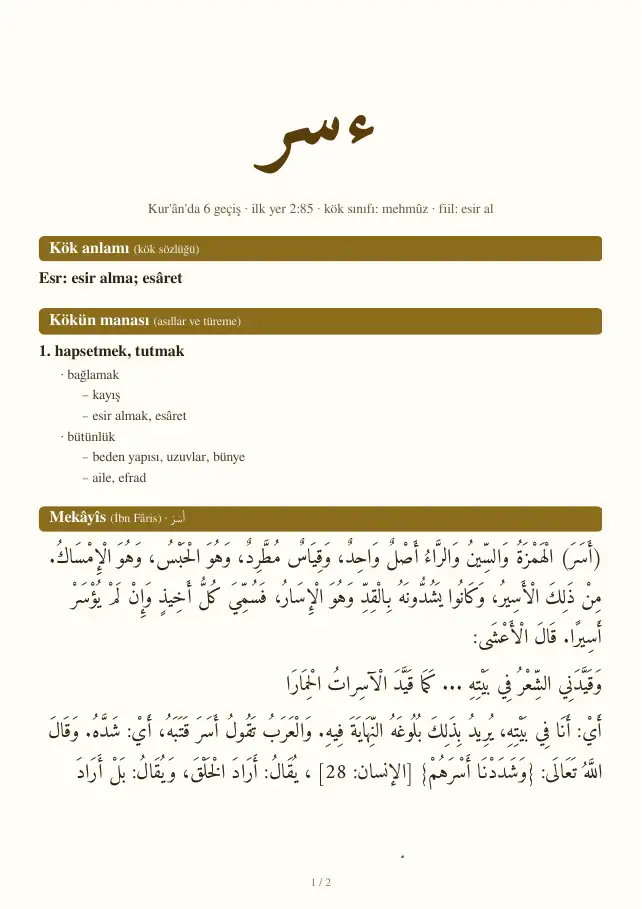 ءسر
Kur'ân'da 6 geçiş · ilk yer 2:85 · kök sınıfı: mehmûz · fiil: esir al
Kök anlamı (kök sözlüğü)
Esr: esir alma; esâret
Kökün manası (asıllar ve türeme)
1. hapsetmek, tutmak
· bağlamak
– kayış
– esir almak, esâret
· bütünlük
– beden yapısı, uzuvlar, bünye
– aile, efrad
Mekâyîs (İbn Fâris) · أَسَرَ
(أَسَرَ) الْهَمْزَةُ وَالسِّينُ وَالرَّاءُ أَصْلٌ وَاحِدٌ، وَقِيَاسٌ مُطَّرِدٌ، وَهُوَ الْحَبْسُ، وَهُوَ الْإِمْسَاكُ.
مِنْ ذَلِكَ الْأَسِيرُ، وَكَانُوا يَشُدُّونَهُ بِالْقِدِّ وَهُوَ الْإِسَارُ، فَسُمِّيَ كُلُّ أَخِيذٍ وَإِنْ لَمْ يُؤْسَرْ
أَسِيرًا. قَالَ الْأَعْشَى:
وَقَيَّدَنِي الشِّعْرُ فِي بَيْتِهِ ... كَمَا قَيَّدَ الْآسِرَاتُ الْحِمَارَا
أَيْ: أَنَا فِي بَيْتِهِ، يُرِيدُ بِذَلِكَ بُلُوغَهُ النِّهَايَةَ فِيهِ. وَالْعَرَبُ تَقُولُ أَسَرَ قَتَبَهُ، أَيْ: شَدَّهُ. وَقَالَ
اللَّهُ تَعَالَى: {وَشَدَدْنَا أَسْرَهُمْ} [الإنسان: 28] ، يُقَالُ: أَرَادَ الْخَلْقَ، وَيُقَالُ: بَلْ أَرَادَ
1 / 2